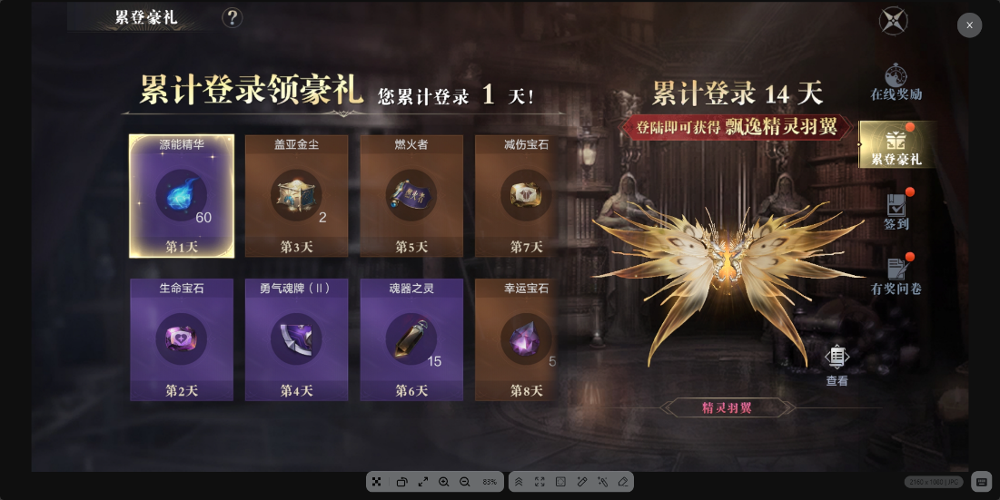 累登豪礼
?
累计登录领豪礼 您累计登录 1 天!
源能精华
60
第1天
盖亚金尘
2
第3天
燃火者
第5天
减伤宝石
第7天
生命宝石
第2天
勇气魂牌(II)
第4天
魂器之灵
15
第6天
幸运宝石
5
第8天
累计登录 14 天
登陆即可获得 飘逸精灵羽翼
查看
精灵羽翼
在线奖励
累登豪礼
签到
有奖问卷
83%